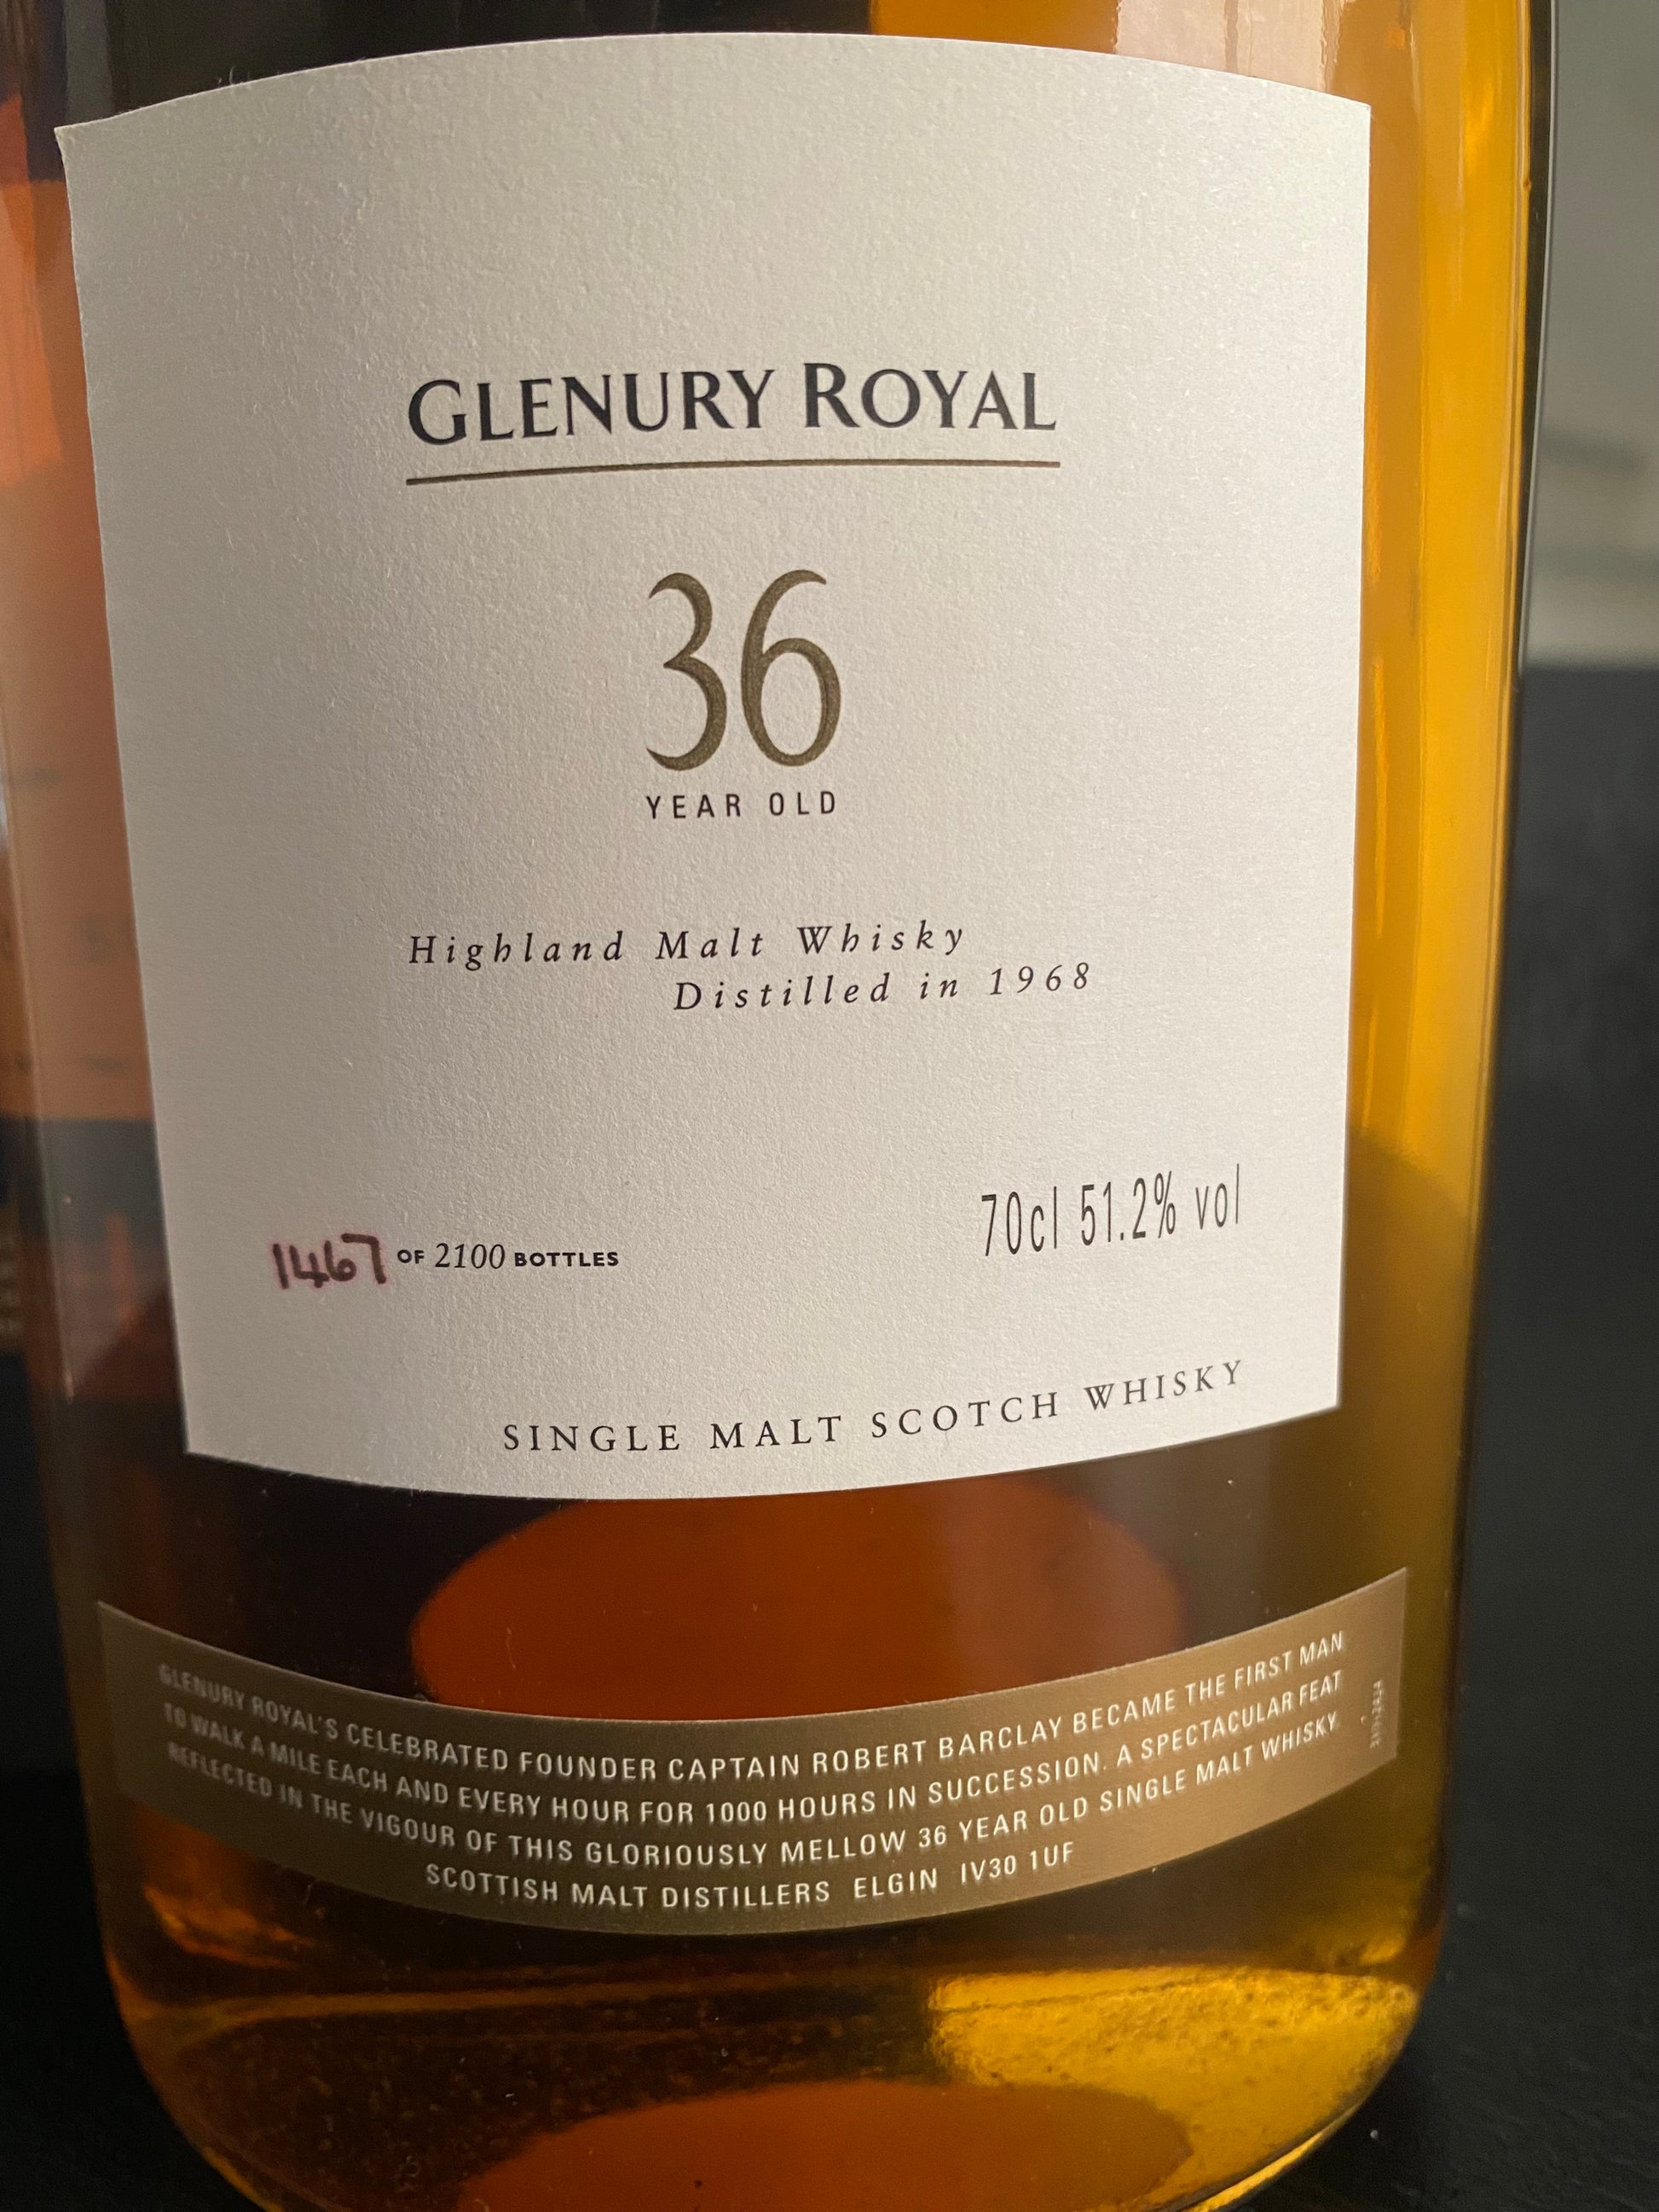 GLENURY ROYAL
36
YEAR OLD
Highland Malt Whisky
Distilled in 1968
70cl 51.2% vol
1467 OF 2100 BOTTLES
SINGLE MALT SCOTCH WHISKY
GLENURY ROYAL'S CELEBRATED FOUNDER CAPTAIN ROBERT BARCLAY BECAME THE FIRST MAN
TO WALK A MILE EACH AND EVERY HOUR FOR 1000 HOURS IN SUCCESSION. A SPECTACULAR FEAT
REFLECTED IN THE VIGOUR OF THIS GLORIOUSLY MELLOW 36 YEAR OLD SINGLE MALT WHISKY
SCOTTISH MALT DISTILLERS ELGIN IV30 1UF